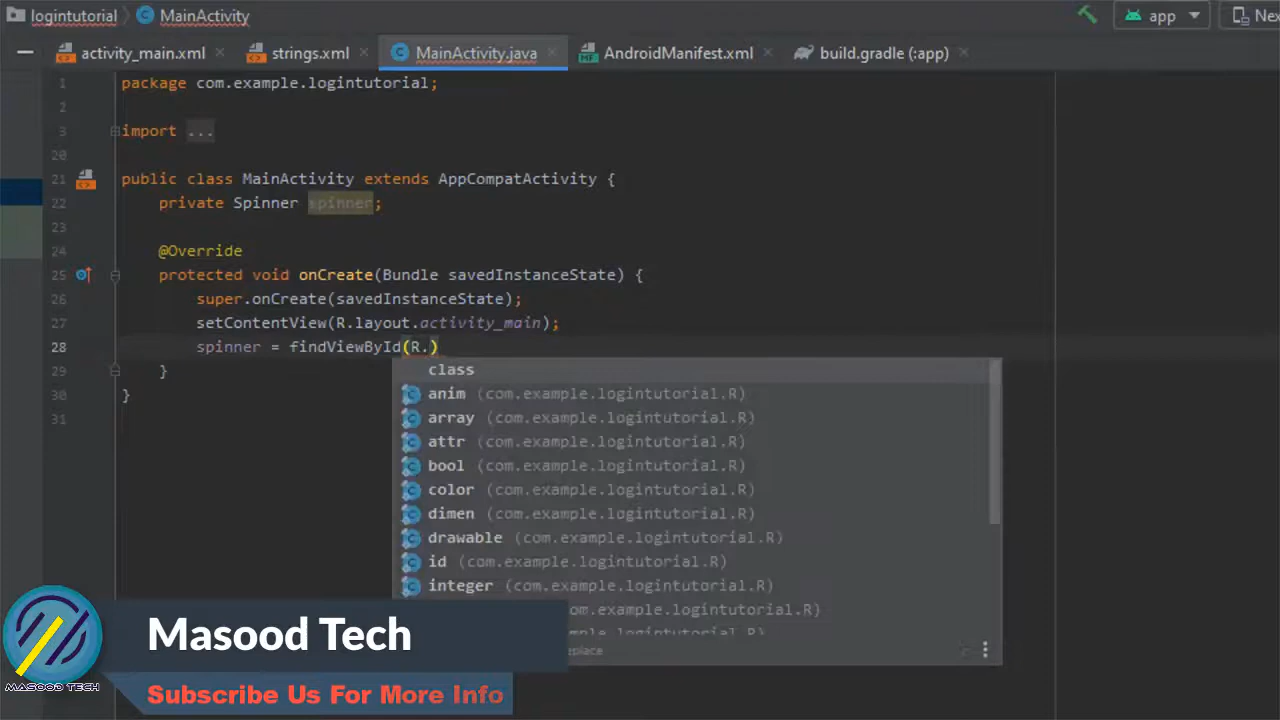 logintutorial MainActivity app Nex
activity_main.xml strings.xml MainActivity.java AndroidManifest.xml build.gradle (:app)
1 package com.example.logintutorial;
2
3 import ...
20
21 public class MainActivity extends AppCompatActivity {
22 private Spinner spinner;
23
24 @Override
25 protected void onCreate(Bundle savedInstanceState) {
26 super.onCreate(savedInstanceState);
27 setContentView(R.layout.activity_main);
28 spinner = findViewById(R.)
29 }
30 }
31
class
anim (com.example.logintutorial.R)
array (com.example.logintutorial.R)
attr (com.example.logintutorial.R)
bool (com.example.logintutorial.R)
color (com.example.logintutorial.R)
dimen (com.example.logintutorial.R)
drawable (com.example.logintutorial.R)
id (com.example.logintutorial.R)
integer (com.example.logintutorial.R)
(com.example.logintutorial.R)
eplace
Masood Tech
MASOOD TECH
Subscribe Us For More Info